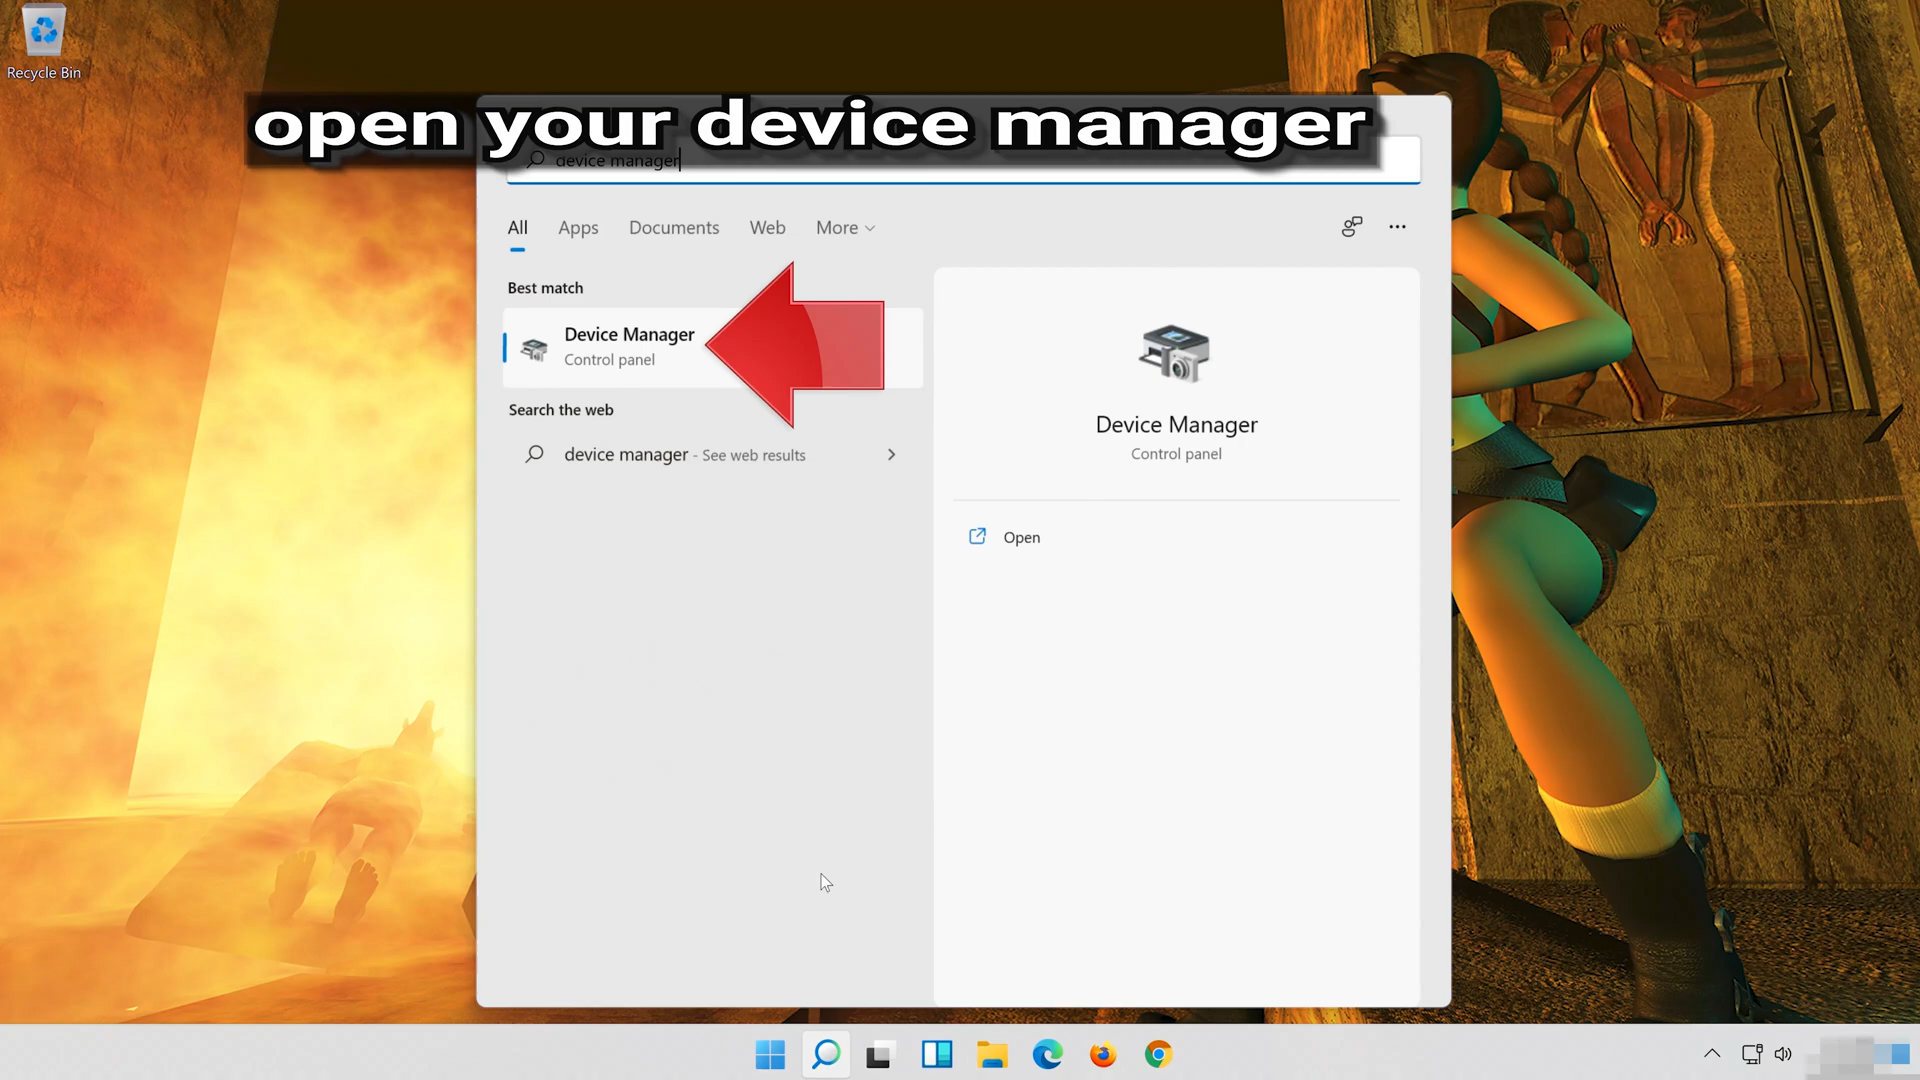 Recycle Bin
open your device manager
device manager
All Apps Documents Web More
Best match
Device Manager
Control panel
Search the web
device manager - See web results
Device Manager
Control panel
Open